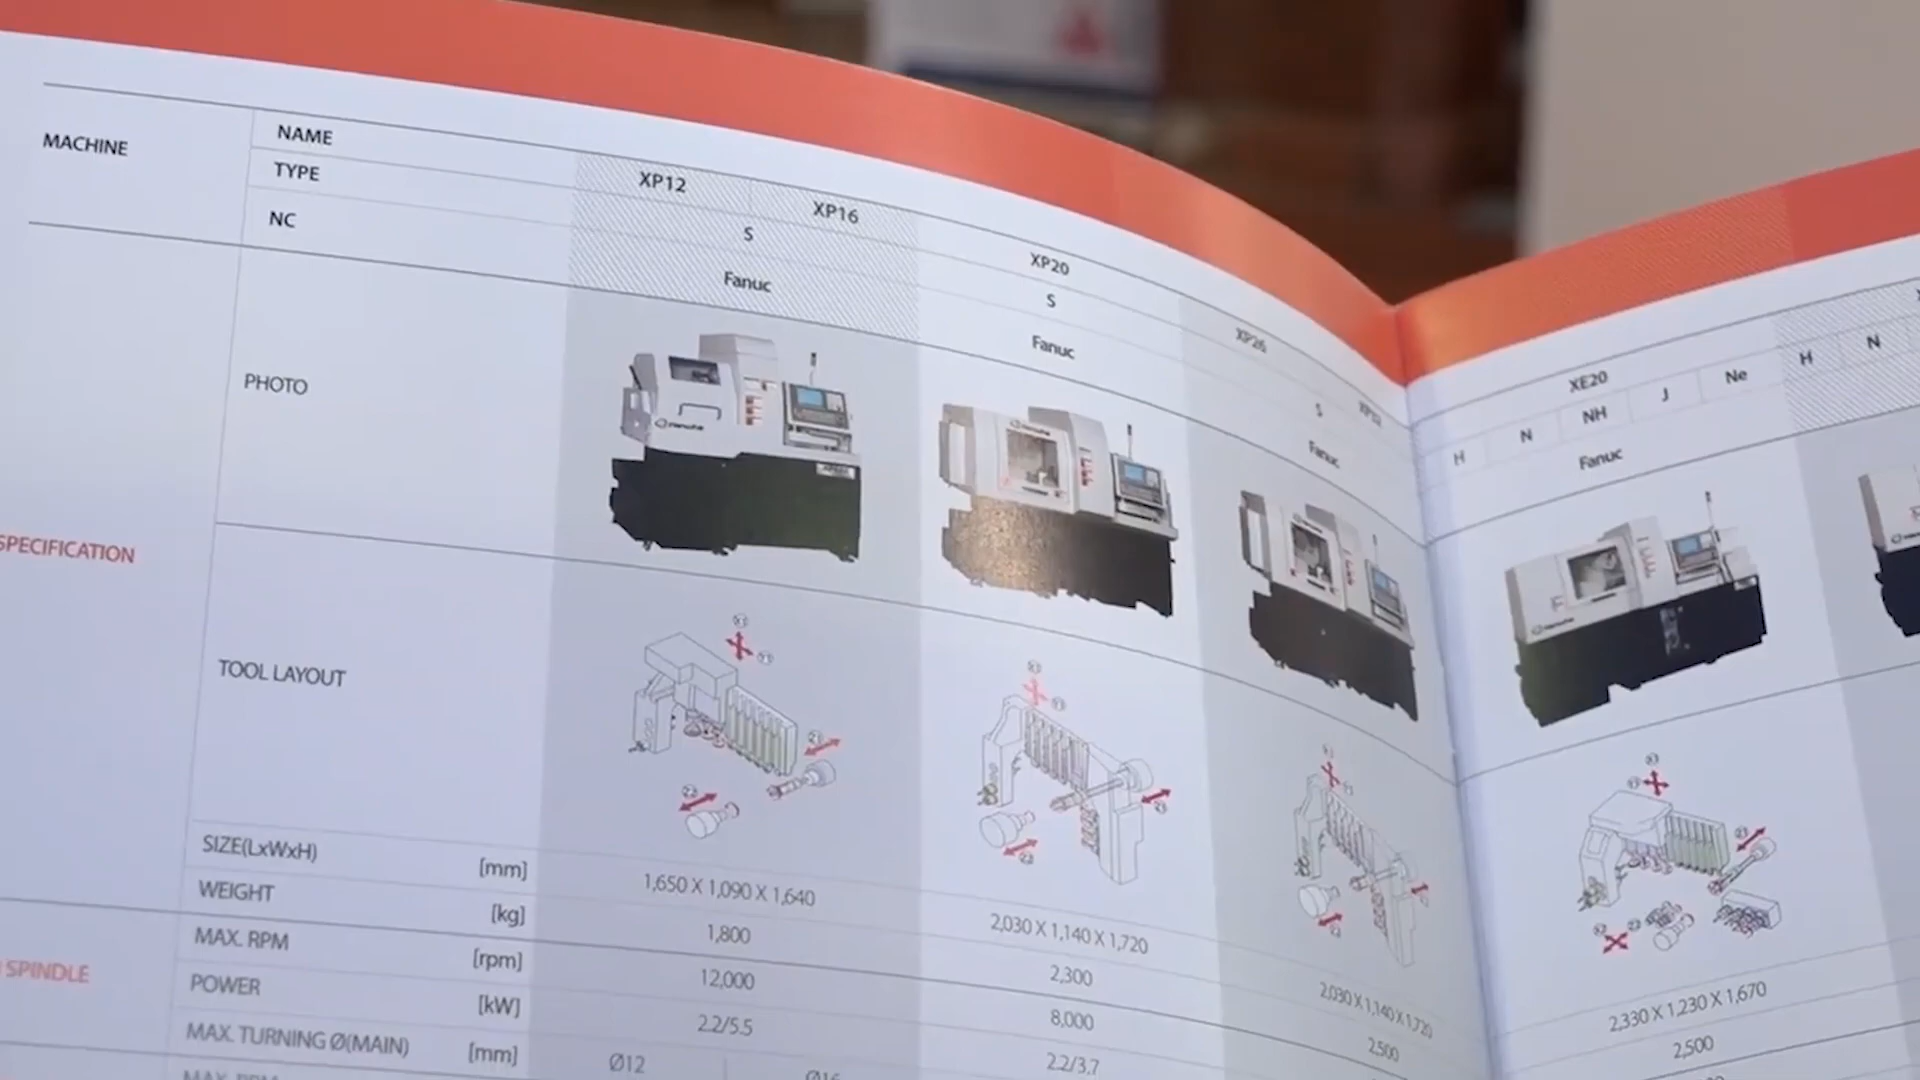 MACHINE
NAME
XP12
XP16
XP20
XP26
XE20
TYPE
S
S
S
H
N
NH
J
Ne
H
N
NC
Fanuc
Fanuc
Fanuc
Fanuc
PHOTO
SPECIFICATION
TOOL LAYOUT
SIZE(LxWxH) [mm]
1,650 X 1,090 X 1,640
2,030 X 1,140 X 1,720
2,030 X 1,140 X 1,720
2,330 X 1,230 X 1,670
WEIGHT [kg]
1,800
2,300
2,500
2,500
SPINDLE
MAX. RPM [rpm]
12,000
8,000
POWER [kW]
2.2/5.5
2.2/3.7
MAX. TURNING Ø(MAIN) [mm]
Ø12
Ø16
MAX. RPM